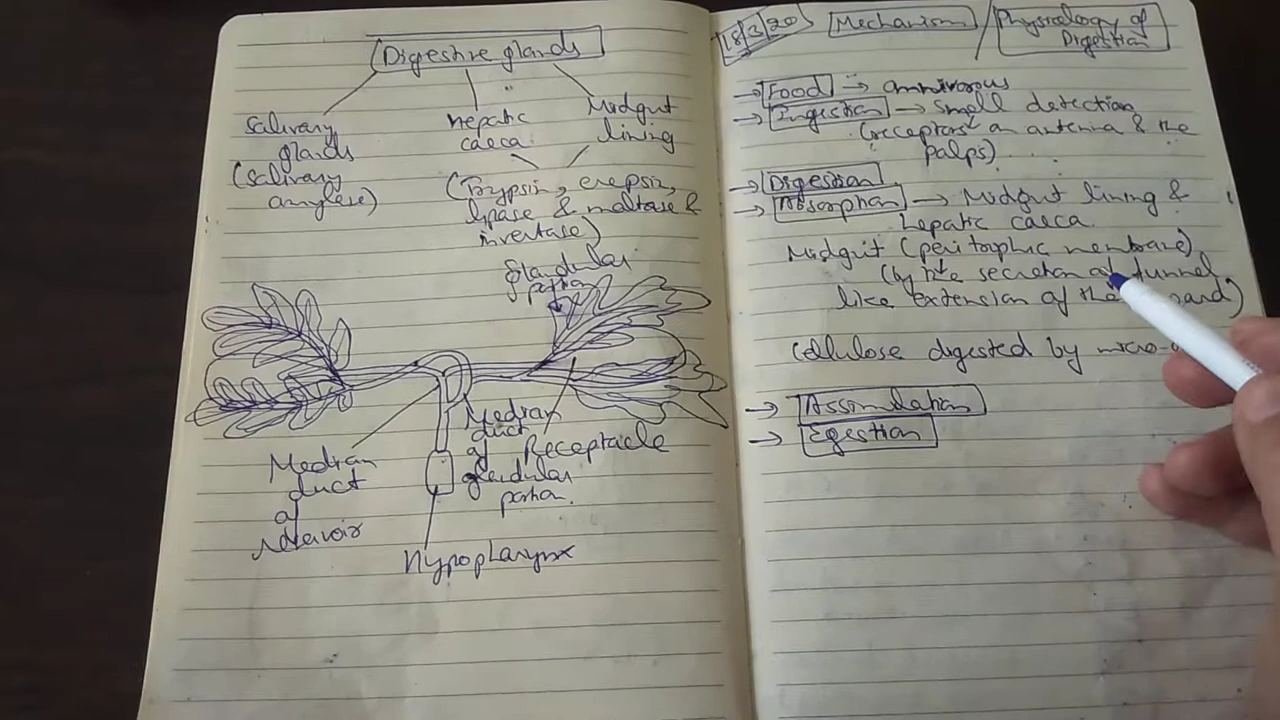 Digestive glands
Salivary glands
(Salivary amylase)
hepatic caeca
Midgut lining
(Trypsin, erepsin,
lipase & maltase &
invertase)
Glandular
portion
Median
duct
of
Median
duct
of
glandular
portion.
Receptacle
Hypopharynx
18/3/20
Mechanism / Physiology of
Digestion
→ Food → omnivorous
→ Ingestion → Smell detection
(receptors on antenna & the
palps)
→ Digestion
→ Absorption → Midgut lining &
hepatic caeca.
Midgut (peritrophic membrane)
(by the secretion of funnel
like extension of the
Cellulose digested by micro-
→ Assimilation
→ Egestion